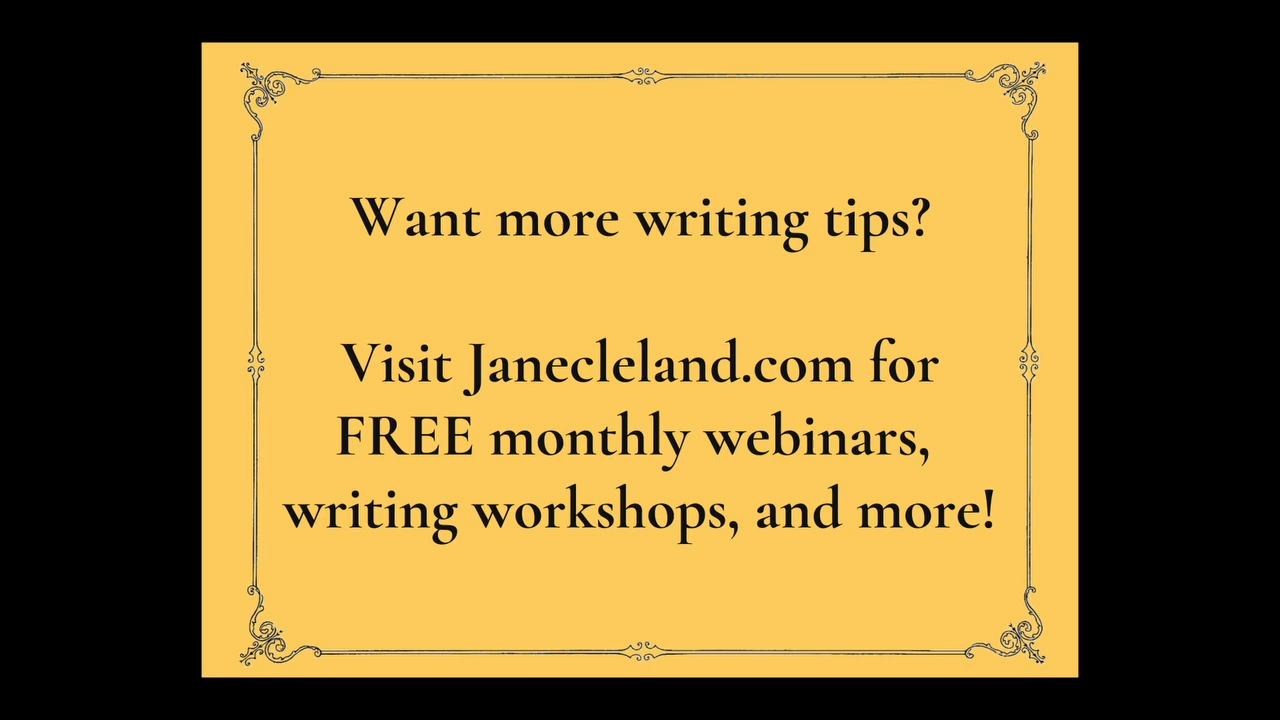 Want more writing tips?
Visit Janecleland.com for
FREE monthly webinars,
writing workshops, and more!